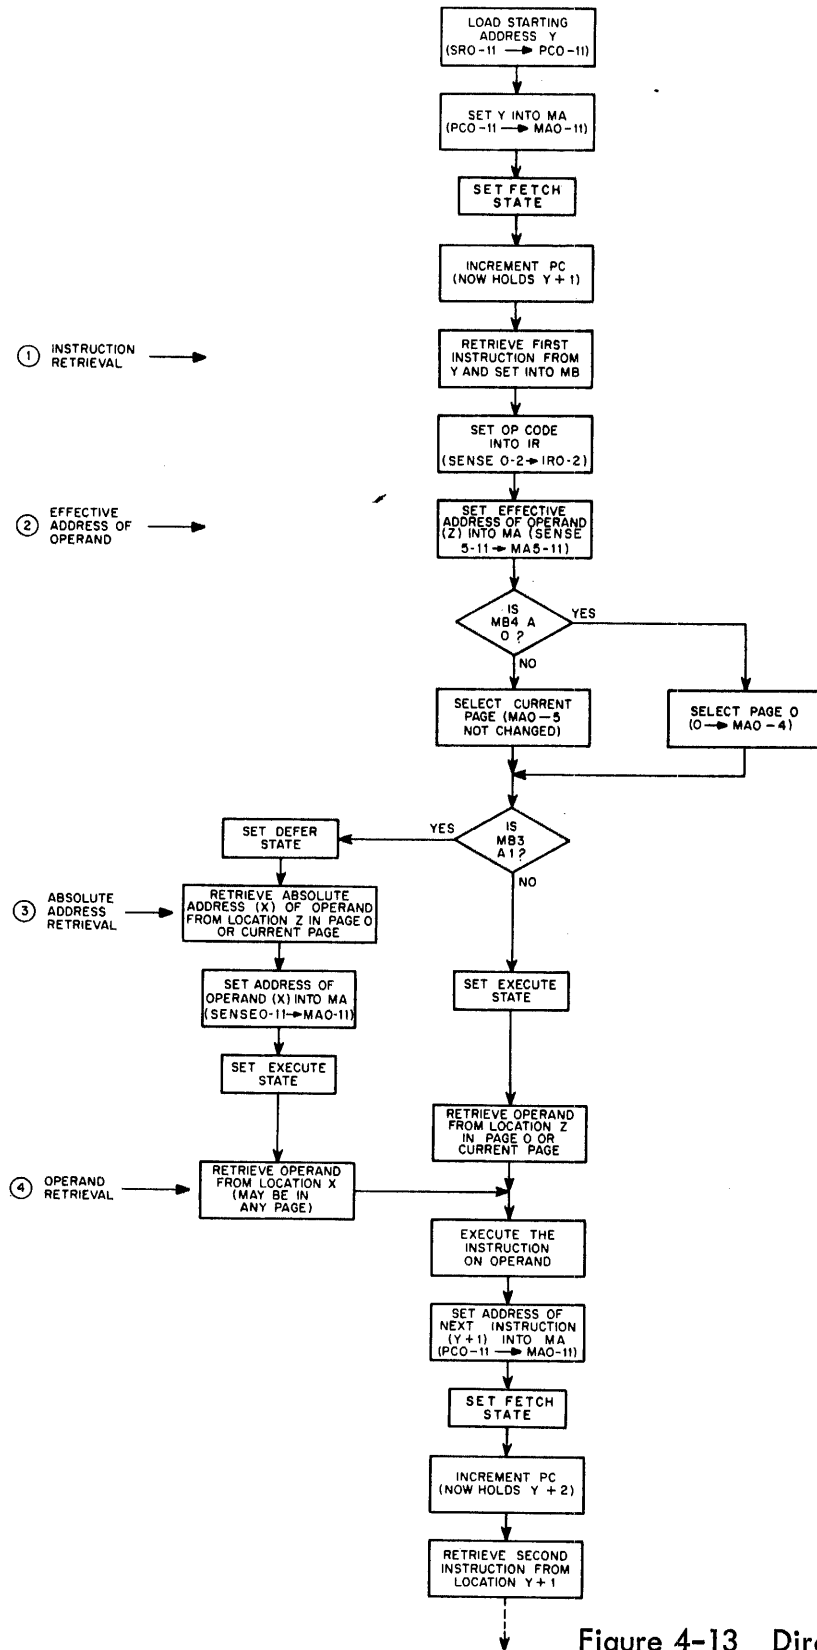 LOAD STARTING
ADDRESS Y
(SR0-11 → PC0-11)
SET Y INTO MA
(PC0-11 → MA0-11)
SET FETCH
STATE
INCREMENT PC
(NOW HOLDS Y + 1)
① INSTRUCTION
RETRIEVAL
RETRIEVE FIRST
INSTRUCTION FROM
Y AND SET INTO MB
SET OP CODE
INTO IR
(SENSE 0-2→IR0-2)
② EFFECTIVE
ADDRESS OF
OPERAND
SET EFFECTIVE
ADDRESS OF OPERAND
(Z) INTO MA (SENSE
5-11→MA5-11)
IS
MB4 A
0 ?
YES
NO
SELECT CURRENT
PAGE (MA0-5
NOT CHANGED)
SELECT PAGE 0
(0→MA0-4)
IS
MB3
A 1 ?
YES
NO
SET DEFER
STATE
③ ABSOLUTE
ADDRESS
RETRIEVAL
RETRIEVE ABSOLUTE
ADDRESS (X) OF OPERAND
FROM LOCATION Z IN PAGE 0
OR CURRENT PAGE
SET ADDRESS OF
OPERAND (X) INTO MA
(SENSE0-11→MA0-11)
SET EXECUTE
STATE
SET EXECUTE
STATE
RETRIEVE OPERAND
FROM LOCATION Z
IN PAGE 0 OR
CURRENT PAGE
④ OPERAND
RETRIEVAL
RETRIEVE OPERAND
FROM LOCATION X
(MAY BE IN
ANY PAGE)
EXECUTE THE
INSTRUCTION
ON OPERAND
SET ADDRESS OF
NEXT INSTRUCTION
(Y+1) INTO MA
(PC0-11 → MA0-11)
SET FETCH
STATE
INCREMENT PC
(NOW HOLDS Y + 2)
RETRIEVE SECOND
INSTRUCTION FROM
LOCATION Y + 1
Figure 4-13 Dire